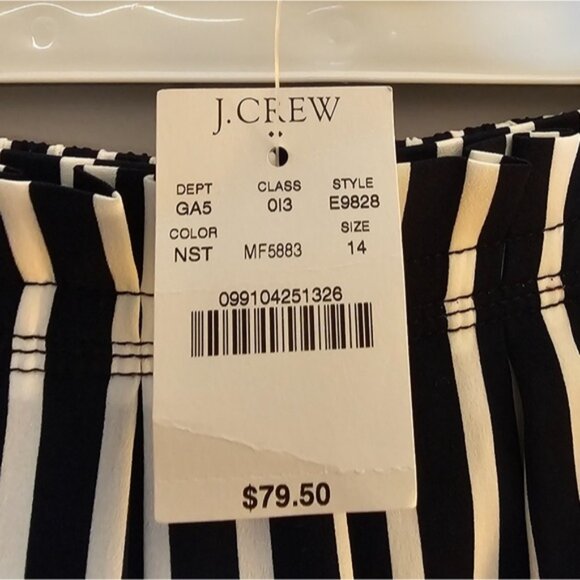 J.CREW
DEPT CLASS STYLE
GA5 013 E9828
COLOR SIZE
NST MF5883 14
099104251326
$79.50